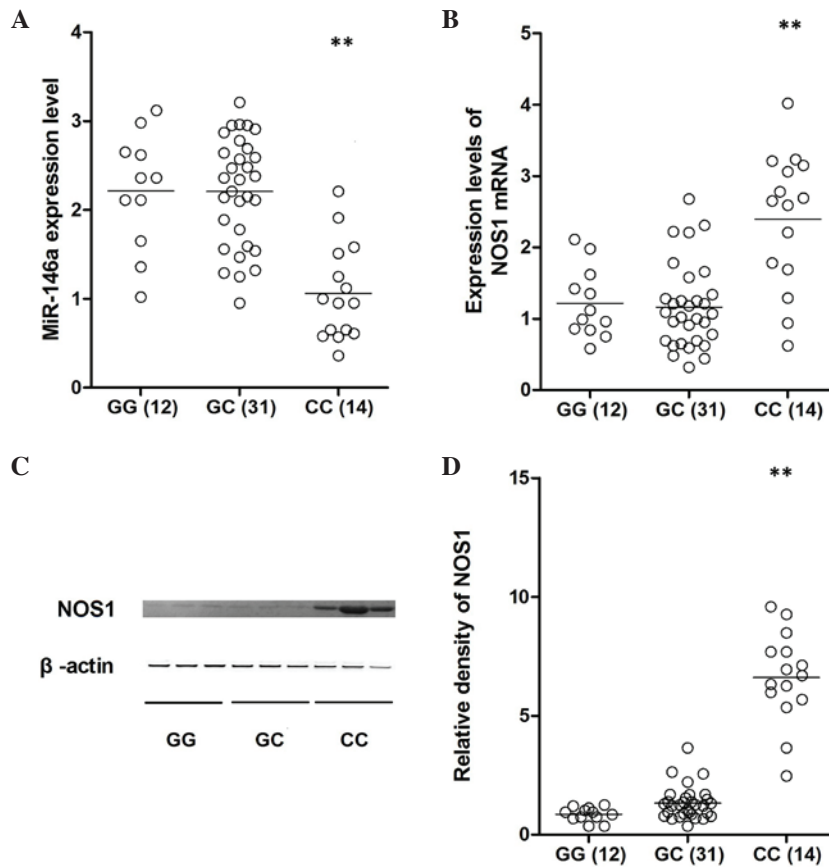 A
**
MiR-146a expression level
4
3
2
1
0
GG (12) GC (31) CC (14)
B
**
Expression levels of
NOS1 mRNA
5
4
3
2
1
0
GG (12) GC (31) CC (14)
C
NOS1
β -actin
GG GC CC
D
**
Relative density of NOS1
15
10
5
0
GG (12) GC (31) CC (14)